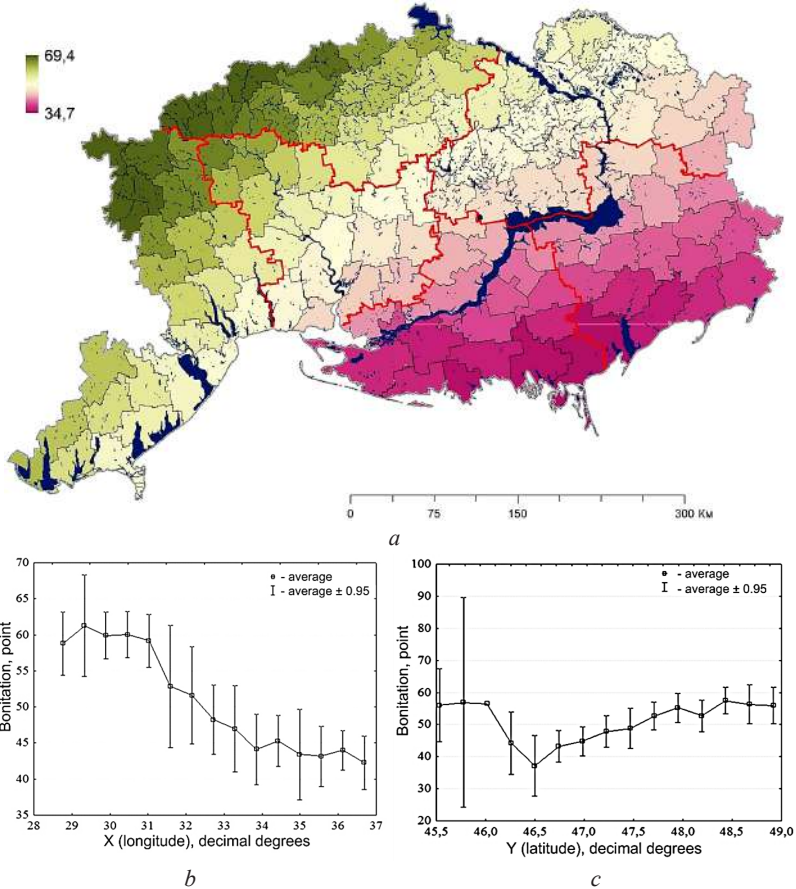 69,4
34,7
0 75 150 300 Км
a
70
65
60
55
50
45
40
35
Bonitation, point
- average
- average ± 0.95
28 29 30 31 32 33 34 35 36 37
X (longitude), decimal degrees
b
100
90
80
70
60
50
40
30
20
Bonitation, point
- average
- average ± 0.95
45,5 46,0 46,5 47,0 47,5 48,0 48,5 49,0
Y (latitude), decimal degrees
c